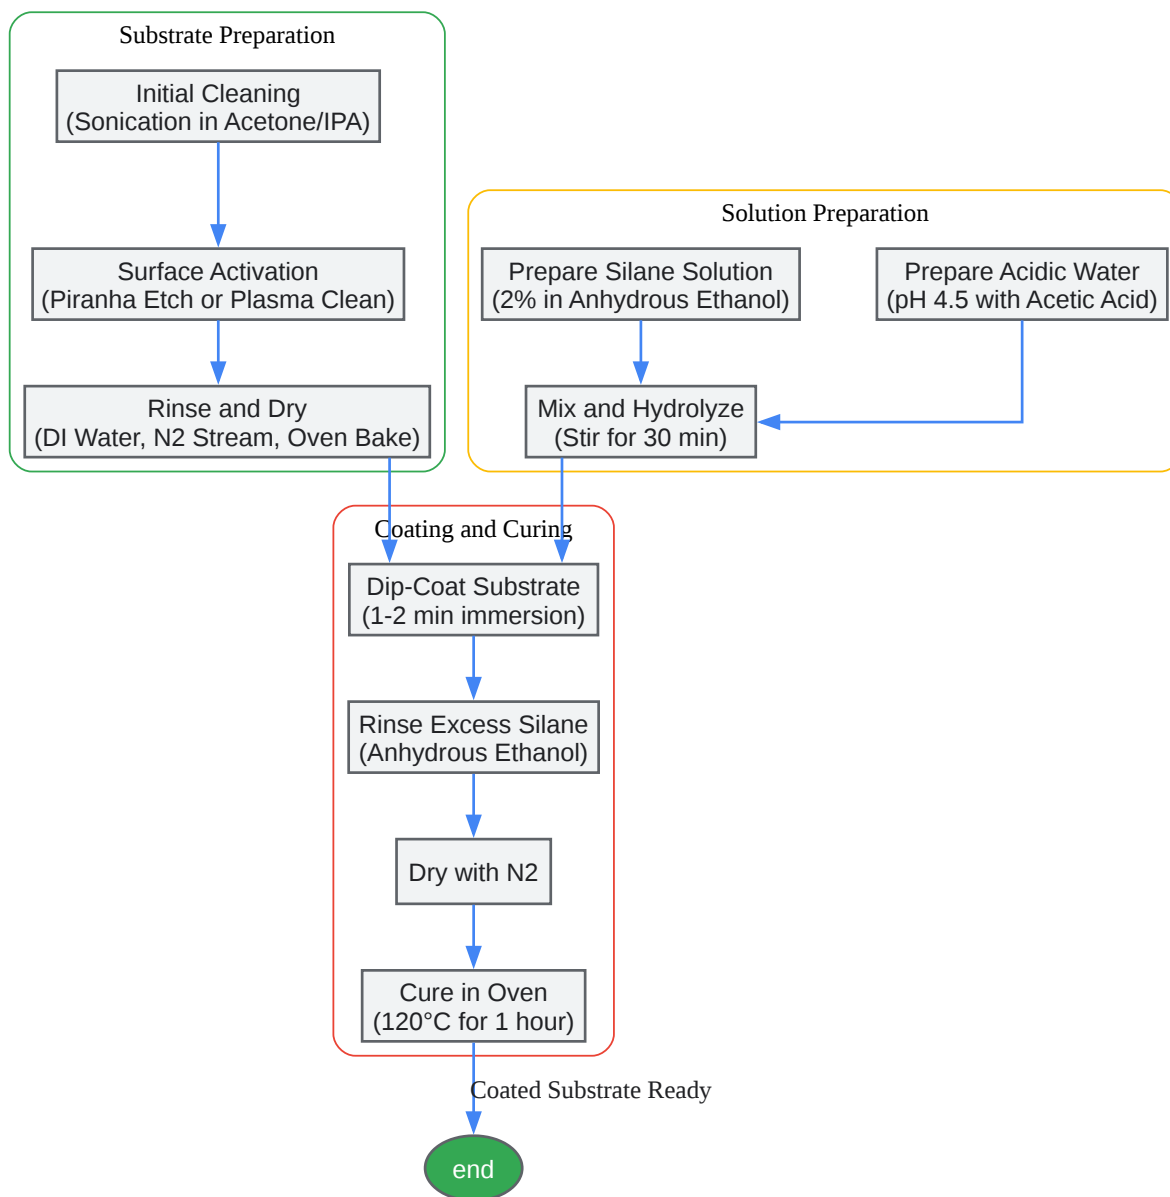 Substrate Preparation
Initial Cleaning
(Sonication in Acetone/IPA)
Surface Activation
(Piranha Etch or Plasma Clean)
Rinse and Dry
(DI Water, N2 Stream, Oven Bake)
Solution Preparation
Prepare Silane Solution
(2% in Anhydrous Ethanol)
Prepare Acidic Water
(pH 4.5 with Acetic Acid)
Mix and Hydrolyze
(Stir for 30 min)
Coating and Curing
Dip-Coat Substrate
(1-2 min immersion)
Rinse Excess Silane
(Anhydrous Ethanol)
Dry with N2
Cure in Oven
(120°C for 1 hour)
Coated Substrate Ready
end